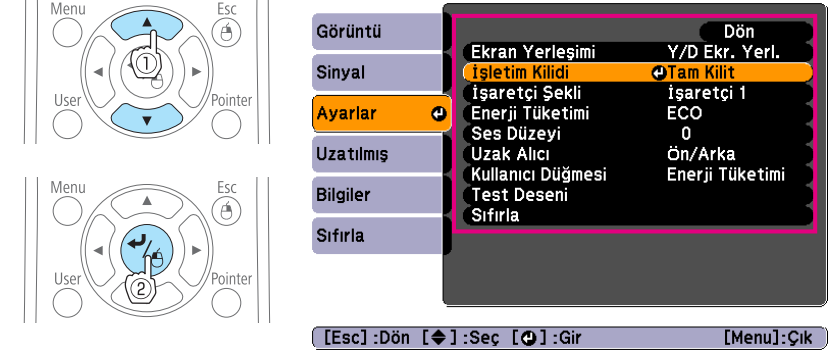 Menu Esc
①
User Pointer
Menu Esc
②
User Pointer
Görüntü
Sinyal
Ayarlar
Uzatılmış
Bilgiler
Sıfırla
Dön
Ekran Yerleşimi Y/D Ekr. Yerl.
İşletim Kilidi Tam Kilit
İşaretçi Şekli İşaretçi 1
Enerji Tüketimi ECO
Ses Düzeyi 0
Uzak Alıcı Ön/Arka
Kullanıcı Düğmesi Enerji Tüketimi
Test Deseni
Sıfırla
[Esc] :Dön [◆] :Seç [⏎] :Gir [Menu]:Çık